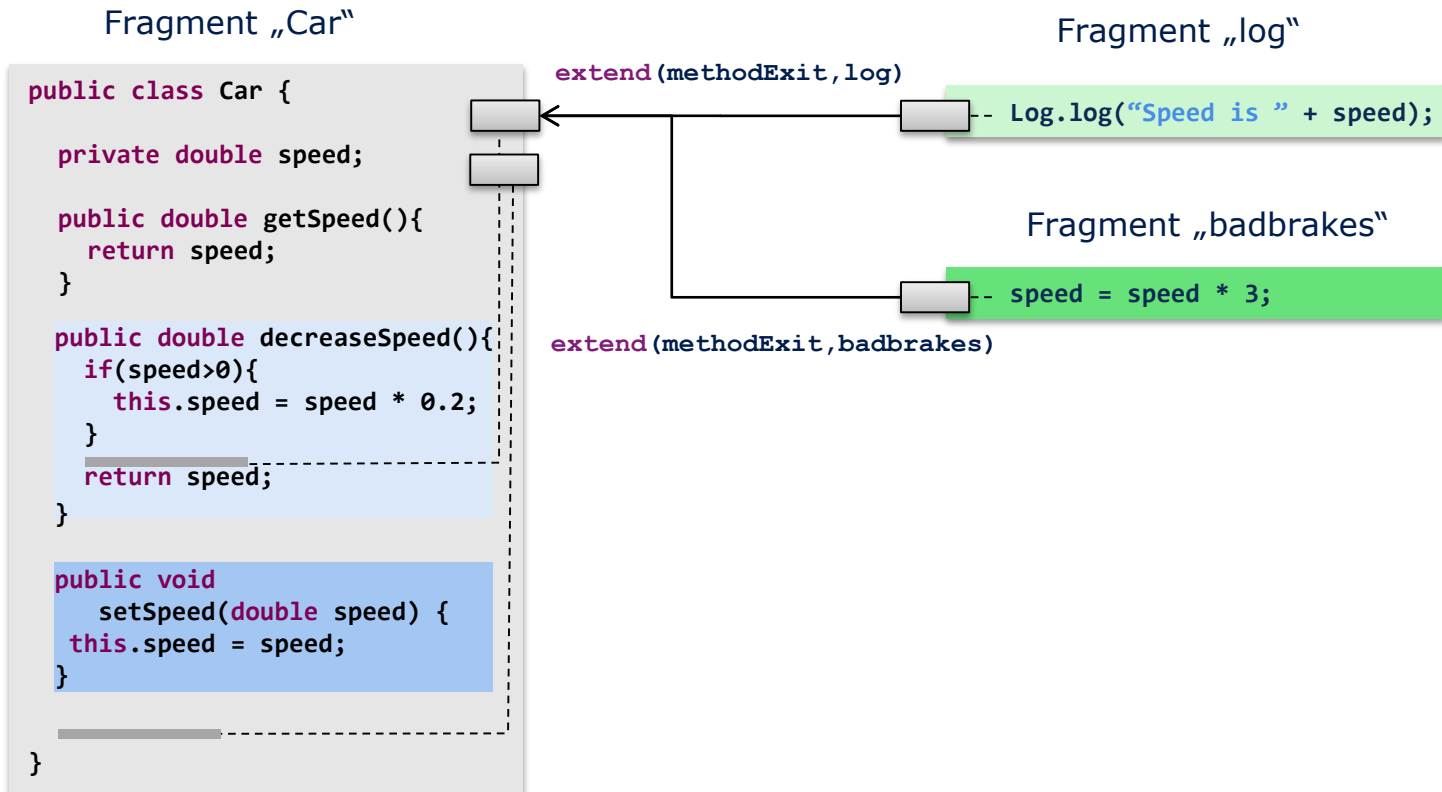 Fragment „Car“
public class Car {
private double speed;
public double getSpeed(){
return speed;
}
public double decreaseSpeed(){
if(speed>0){
this.speed = speed * 0.2;
}
return speed;
}
public void
setSpeed(double speed) {
this.speed = speed;
}
}
extend(methodExit,log)
Fragment „log“
Log.log(“Speed is ” + speed);
Fragment „badbrakes“
speed = speed * 3;
extend(methodExit,badbrakes)